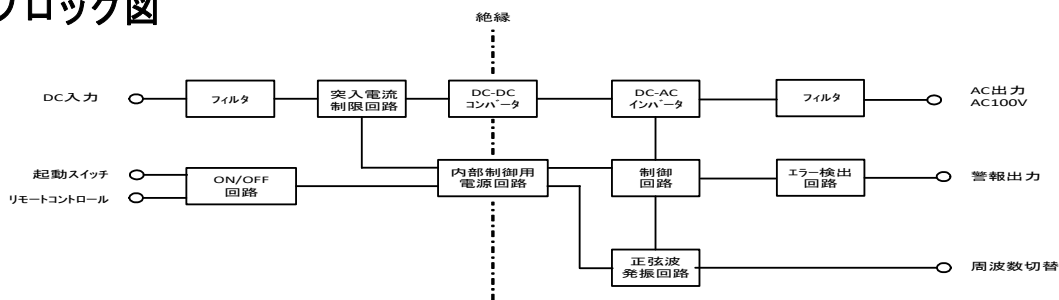 ブロック図
絶縁
DC入力
フィルタ
突入電流
制限回路
DC-DC
コンバータ
DC-AC
インバータ
フィルタ
AC出力
AC100V
起動スイッチ
リモートコントロール
ON/OFF
回路
内部制御用
電源回路
制御
回路
エラー検出
回路
警報出力
正弦波
発振回路
周波数切替